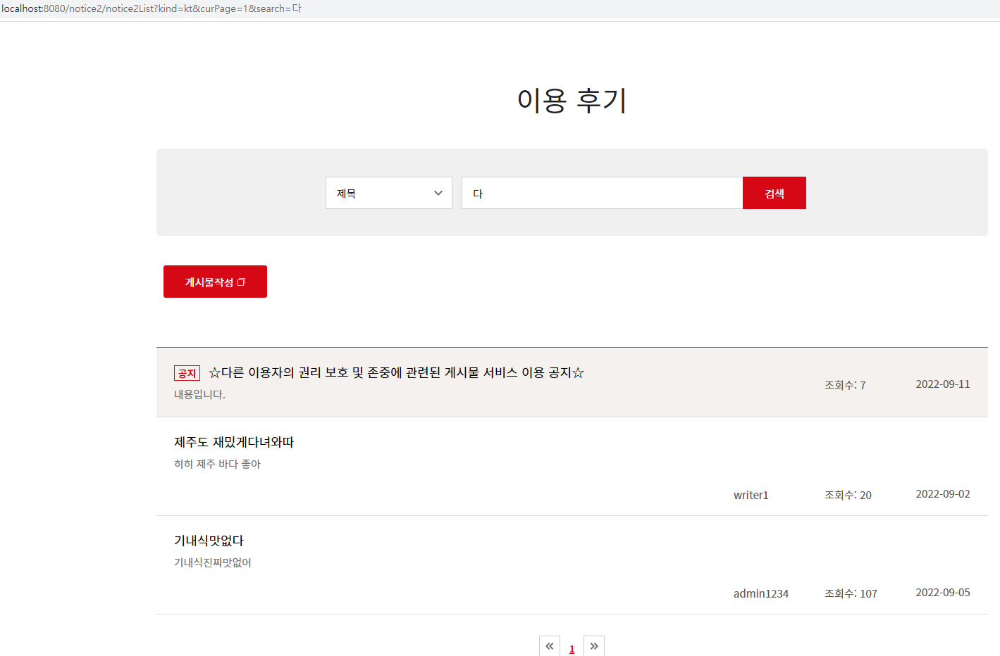 localhost:8080/notice2/notice2List?kind=kt&curPage=1&search=다
이용 후기
제목 다 검색
게시물작성
공지 ☆다른 이용자의 권리 보호 및 존중에 관련된 게시물 서비스 이용 공지☆
내용입니다.
조회수: 7 2022-09-11
제주도 재밌게다녀와따
히히 제주 바다 좋아
writer1 조회수: 20 2022-09-02
기내식맛없다
기내식진짜맛없어
admin1234 조회수: 107 2022-09-05
« 1 »